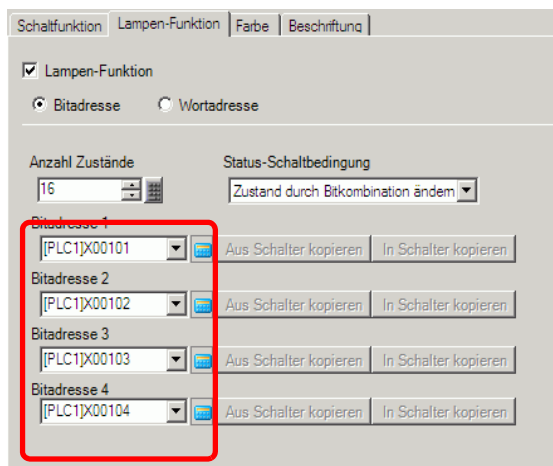 Schaltfunktion Lampen-Funktion Farbe Beschriftung
Lampen-Funktion
Bitadresse Wortadresse
Anzahl Zustände Status-Schaltbedingung
16 Zustand durch Bitkombination ändern
Bitadresse 1
[PLC1]X00101 Aus Schalter kopieren In Schalter kopieren
Bitadresse 2
[PLC1]X00102 Aus Schalter kopieren In Schalter kopieren
Bitadresse 3
[PLC1]X00103 Aus Schalter kopieren In Schalter kopieren
Bitadresse 4
[PLC1]X00104 Aus Schalter kopieren In Schalter kopieren